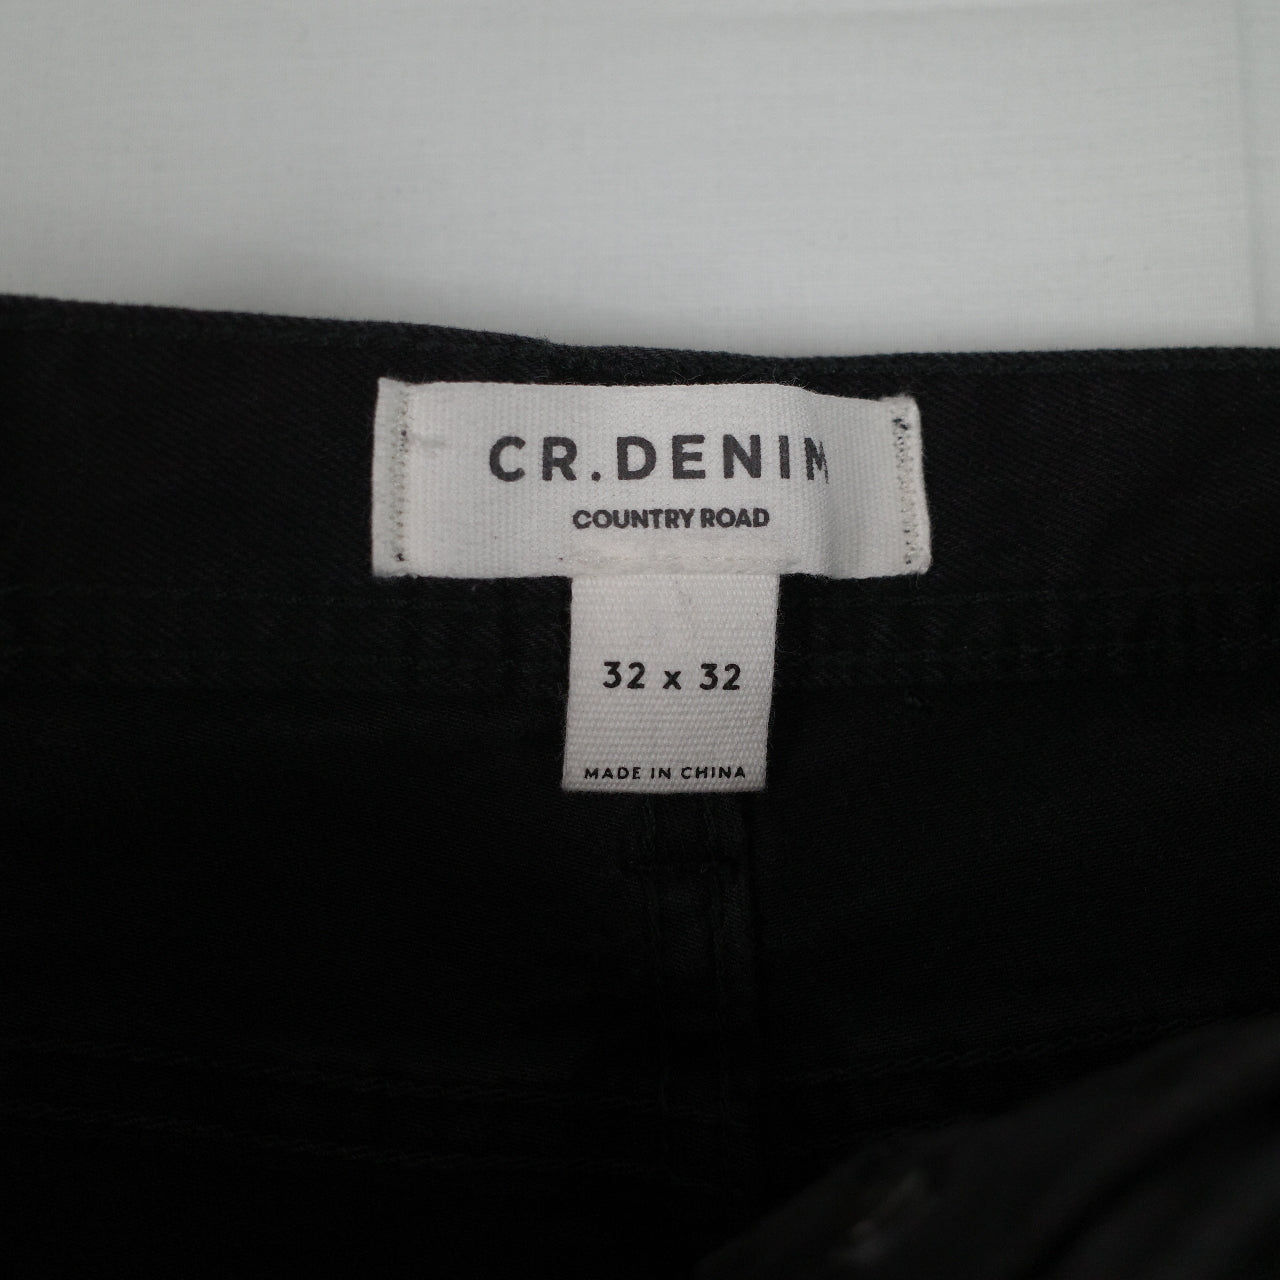 CR.DENIM
COUNTRY ROAD
32 x 32
MADE IN CHINA